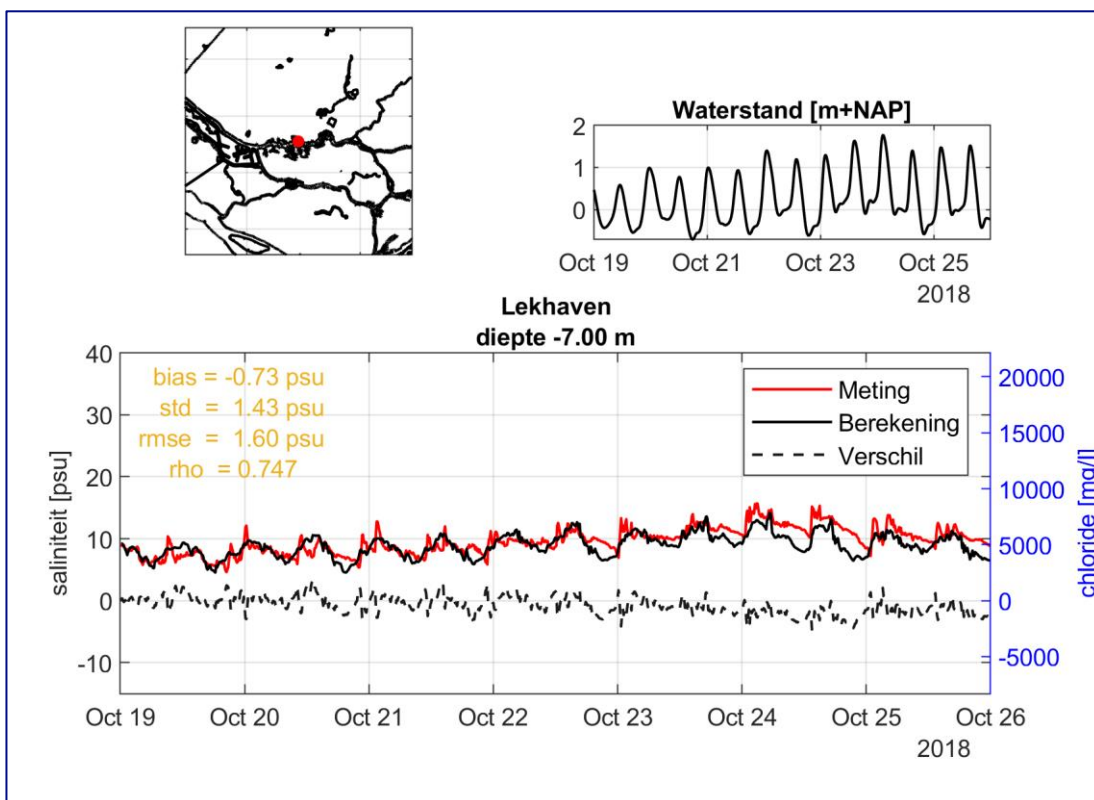 Waterstand [m+NAP]
2
1
0
Oct 19
Oct 21
Oct 23
Oct 25
2018
Lekhaven
diepte -7.00 m
bias = -0.73 psu
std = 1.43 psu
rmse = 1.60 psu
rho = 0.747
Meting
Berekening
Verschil
saliniteit [psu]
40
30
20
10
0
-10
chloride [mg/l]
20000
15000
10000
5000
0
-5000
Oct 19
Oct 20
Oct 21
Oct 22
Oct 23
Oct 24
Oct 25
Oct 26
2018